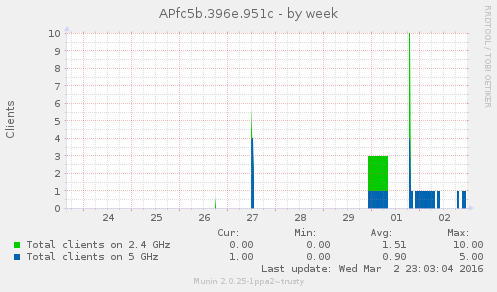 APfc5b.396e.951c - by week
RRDTOOL / TOBI OETIKER
Clients
10
9
8
7
6
5
4
3
2
1
0
24 25 26 27 28 29 01 02
Cur: Min: Avg: Max:
Total clients on 2.4 GHz 0.00 0.00 1.51 10.00
Total clients on 5 GHz 1.00 0.00 0.90 5.00
Last update: Wed Mar 2 23:03:04 2016
Munin 2.0.25-1ppa2~trusty